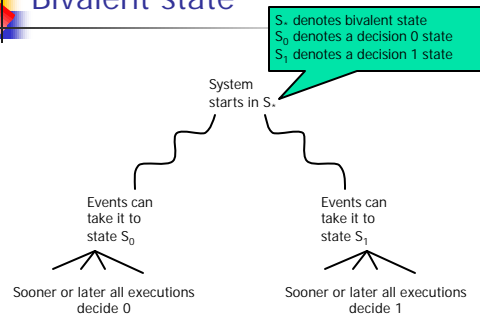 Bivalent state
S* denotes bivalent state
S0 denotes a decision 0 state
S1 denotes a decision 1 state
System
starts in S*
Events can
take it to
state S0
Events can
take it to
state S1
Sooner or later all executions
decide 0
Sooner or later all executions
decide 1